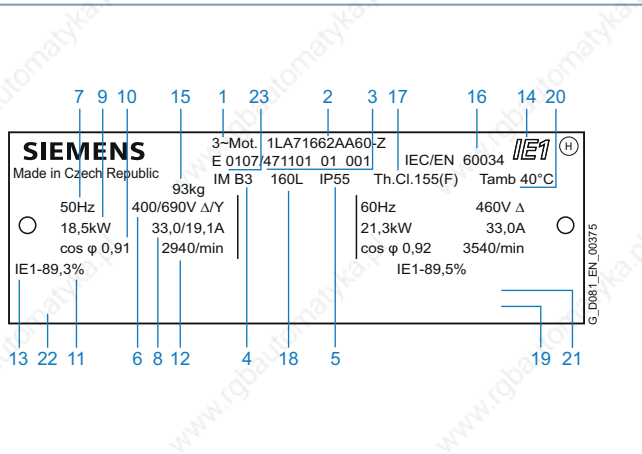 7 9 10 15 1 23 2 3 17 16 14 20
SIEMENS
Made in Czech Republic
3~Mot. 1LA71662AA60-Z
E 0107/471101 01 001
IEC/EN 60034
IE1
H
93kg
IM B3 160L IP55 Th.Cl.155(F) Tamb 40°C
50Hz 400/690V Δ/Y 60Hz 460V Δ
18,5kW 33,0/19,1A 21,3kW 33,0A
cos φ 0,91 2940/min cos φ 0,92 3540/min
IE1-89,3% IE1-89,5%
13 22 11 6 8 12 4 18 5 19 21
G_D081_EN_00375
www.rgbautomatyka.pl